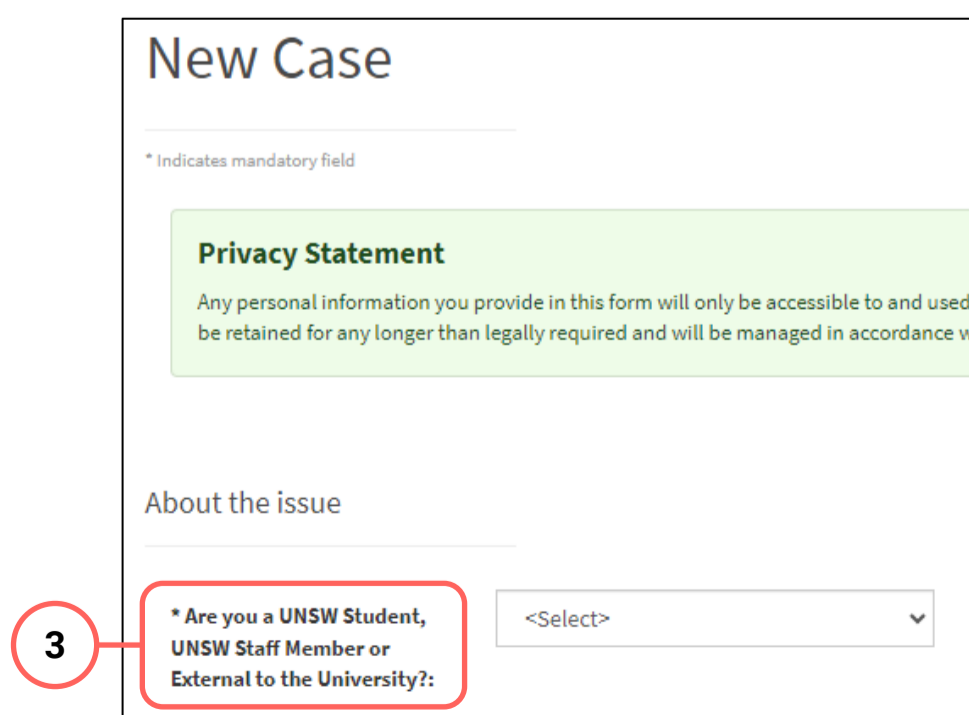 New Case
* Indicates mandatory field
Privacy Statement
Any personal information you provide in this form will only be accessible to and used
be retained for any longer than legally required and will be managed in accordance
About the issue
3
* Are you a UNSW Student,
UNSW Staff Member or
External to the University?:
<Select>